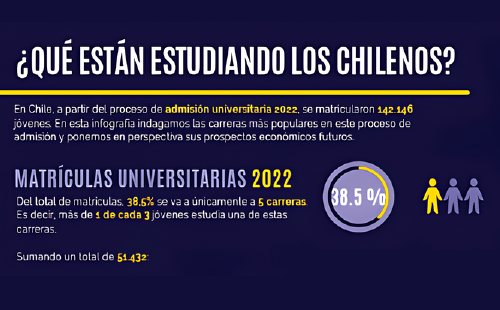 ¿QUÉ ESTÁN ESTUDIANDO LOS CHILENOS?
En Chile, a partir del proceso de admisión universitaria 2022, se matricularon 142.146
jóvenes. En esta infografía indagamos las carreras más populares en este proceso de
admisión y ponemos en perspectiva sus prospectos económicos futuros.
MATRÍCULAS UNIVERSITARIAS 2022
Del total de matrículas, 38,5% se va a únicamente a 5 carreras.
Es decir, más de 1 de cada 3 jóvenes estudia una de estas
carreras.
38.5 %
Sumando un total de 51.432: